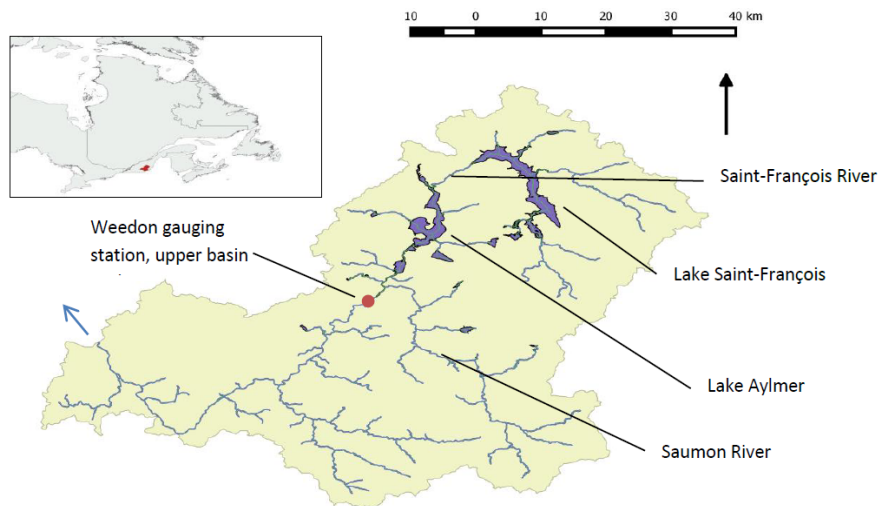 10 0 10 20 30 40 km
Saint-François River
Weedon gauging
station, upper basin
Lake Saint-François
Lake Aylmer
Saumon River